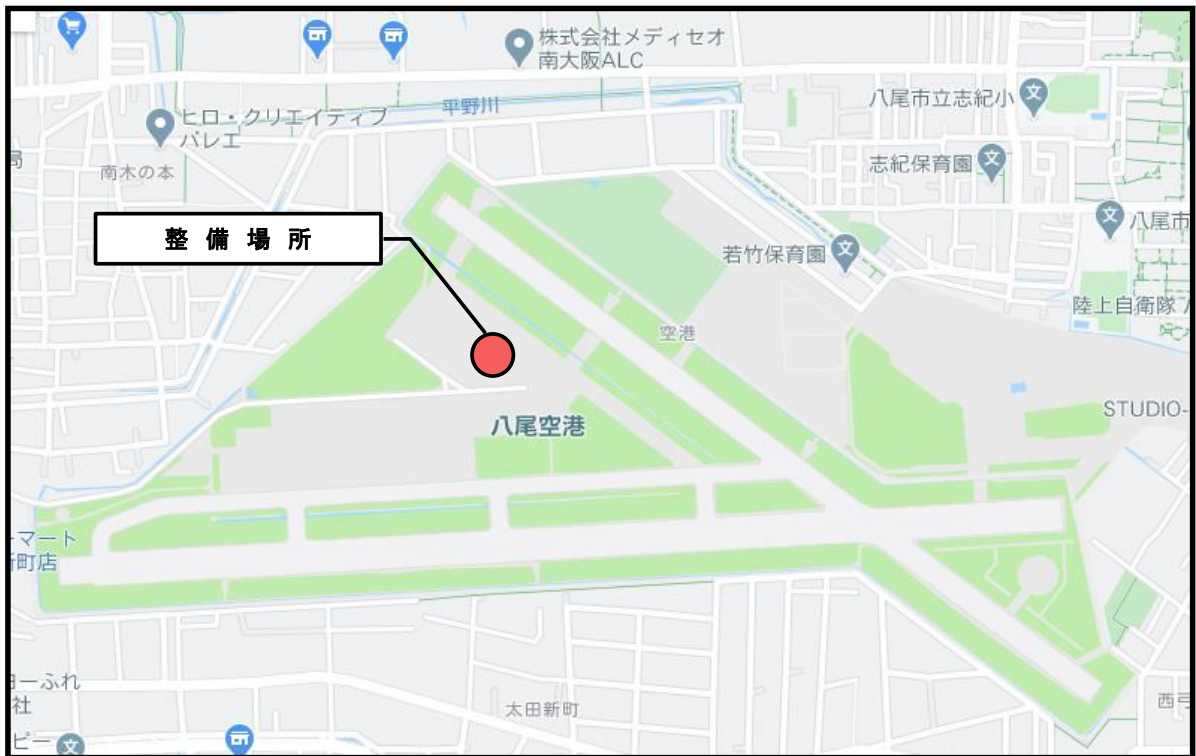 株式会社メディセオ
南大阪ALC
平野川
八尾市立志紀小
ヒロ・クリエイティブ
バレエ
局
南木の本
志紀保育園
整備場所
八尾市
若竹保育園
陸上自衛隊
空港
STUDIO-
八尾空港
マート
新町店
ヨーふれ
社
太田新町
西弓
ピー